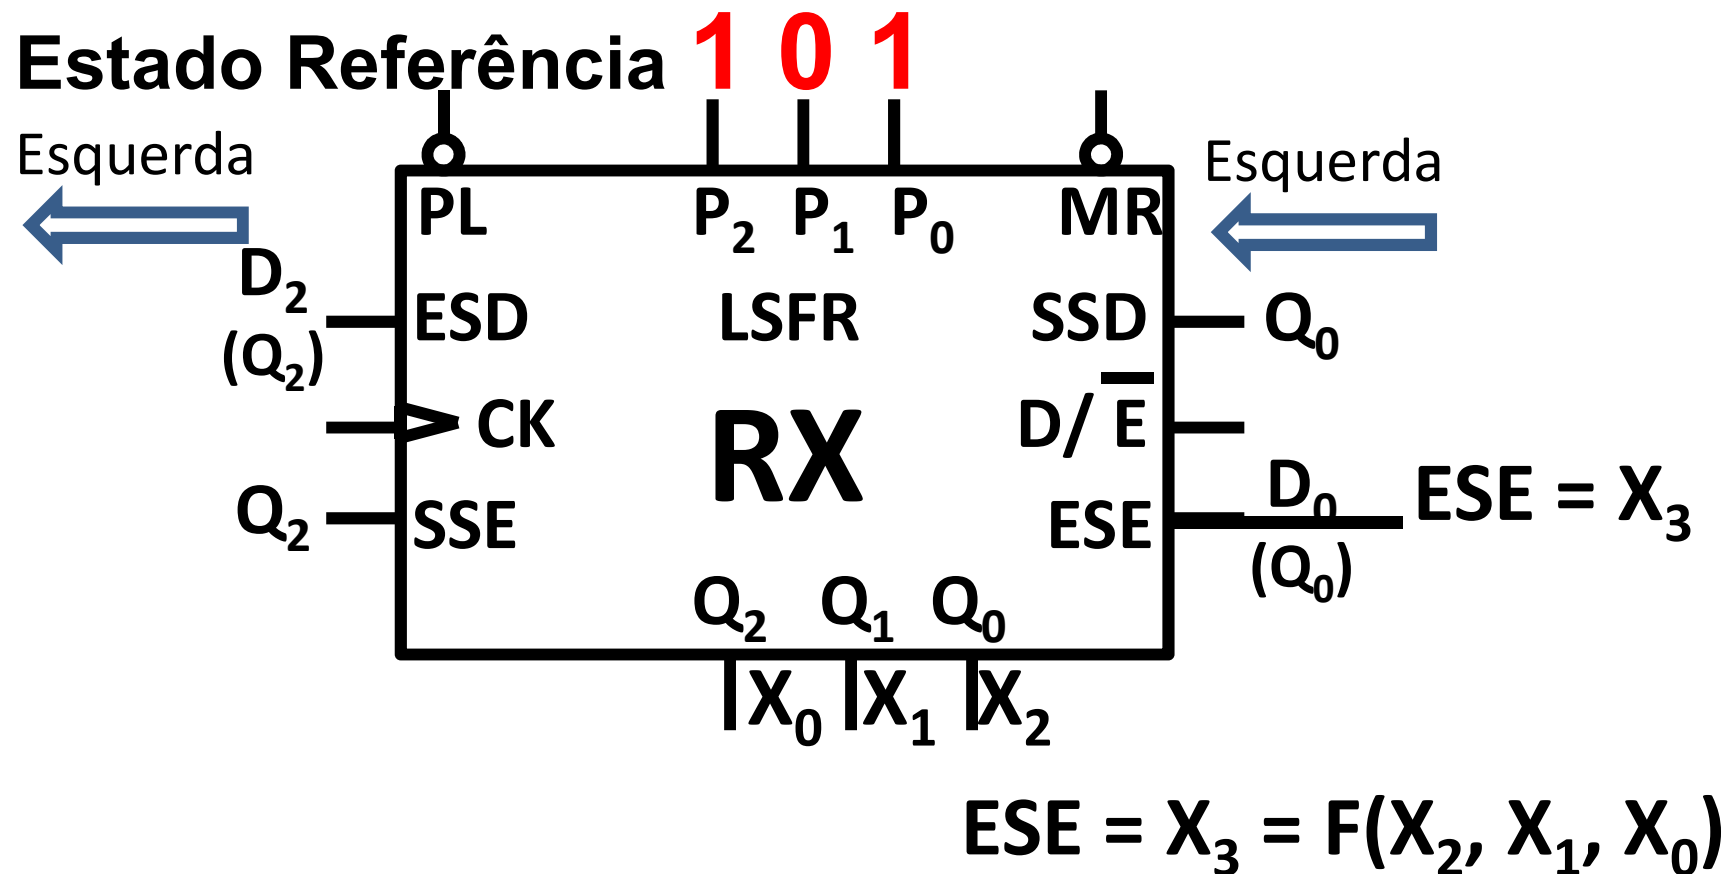 Estado Referência 1 0 1
Esquerda
Esquerda
PL P2 P1 P0 MR
D2
ESD LSFR SSD Q0
(Q2)
CK RX D/ E̅
D0 ESE = X3
Q2 SSE ESE
(Q0)
Q2 Q1 Q0
X0 X1 X2
ESE = X3 = F(X2, X1, X0)